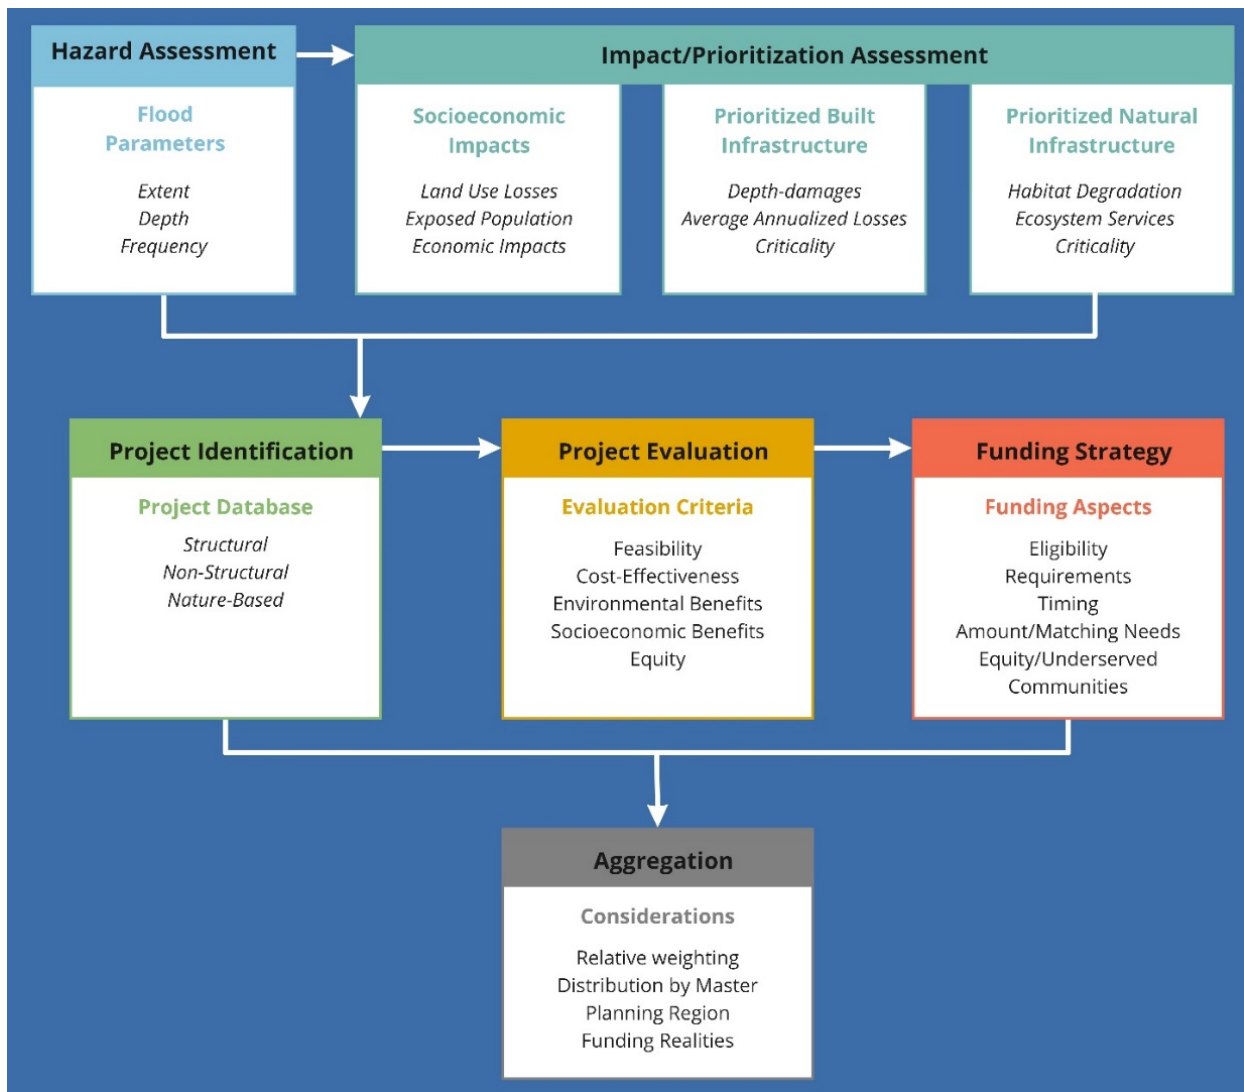 Hazard Assessment
Impact/Prioritization Assessment
Flood
Parameters
Extent
Depth
Frequency
Socioeconomic
Impacts
Land Use Losses
Exposed Population
Economic Impacts
Prioritized Built
Infrastructure
Depth-damages
Average Annualized Losses
Criticality
Prioritized Natural
Infrastructure
Habitat Degradation
Ecosystem Services
Criticality
Project Identification
Project Database
Structural
Non-Structural
Nature-Based
Project Evaluation
Evaluation Criteria
Feasibility
Cost-Effectiveness
Environmental Benefits
Socioeconomic Benefits
Equity
Funding Strategy
Funding Aspects
Eligibility
Requirements
Timing
Amount/Matching Needs
Equity/Underserved
Communities
Aggregation
Considerations
Relative weighting
Distribution by Master
Planning Region
Funding Realities